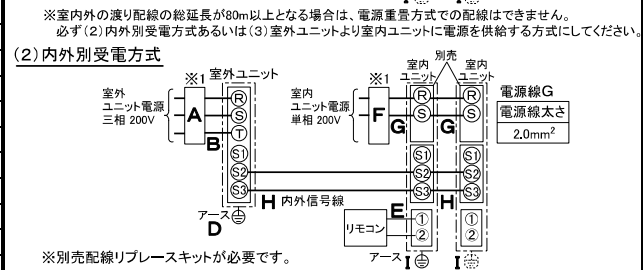 ※室内外の渡り配線の総延長が80m以上となる場合は、電源重畳方式での配線はできません。
必ず(2)内外別受電方式あるいは(3)室外ユニットより室内ユニットに電源を供給する方式にしてください。
(2)内外別受電方式
別売
※1 室外ユニット
※1 室内ユニット 室内ユニット
室外ユニット電源 三相 200V
A
B
R
S
T
S1
S2
S3
室内ユニット電源 単相 200V
F
G
R
S
G
R
S
S1
S2
S3
S1
S2
S3
電源線G
電源線太さ
2.0mm²
H 内外信号線
H
アース
D
リモコン
E
①
②
①
②
アース I
I
※別売配線リプレースキットが必要です。